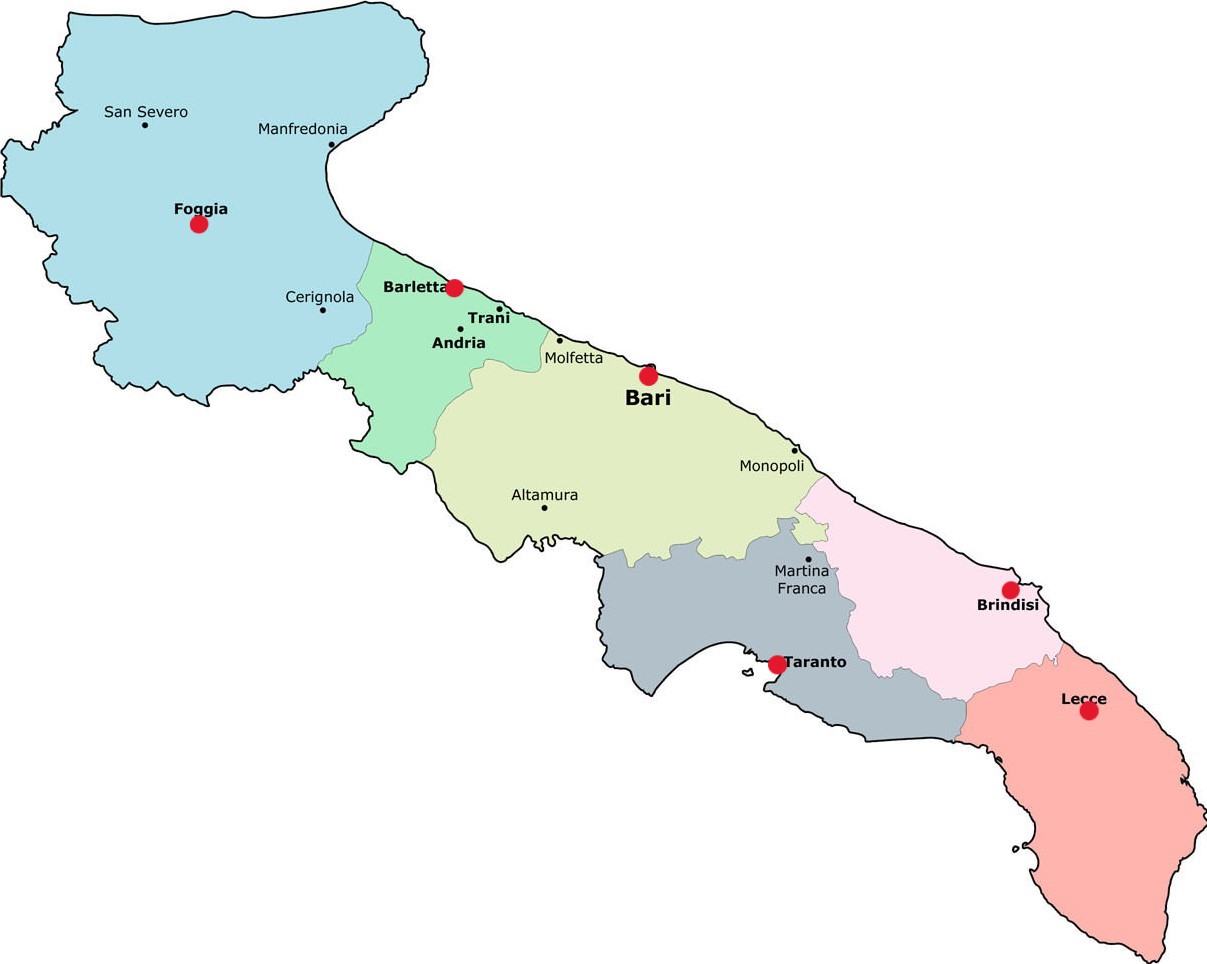 San Severo
Manfredonia
Foggia
Barletta
Cerignola
Trani
Andria
Molfetta
Bari
Monopoli
Altamura
Martina
Franca
Brindisi
Taranto
Lecce